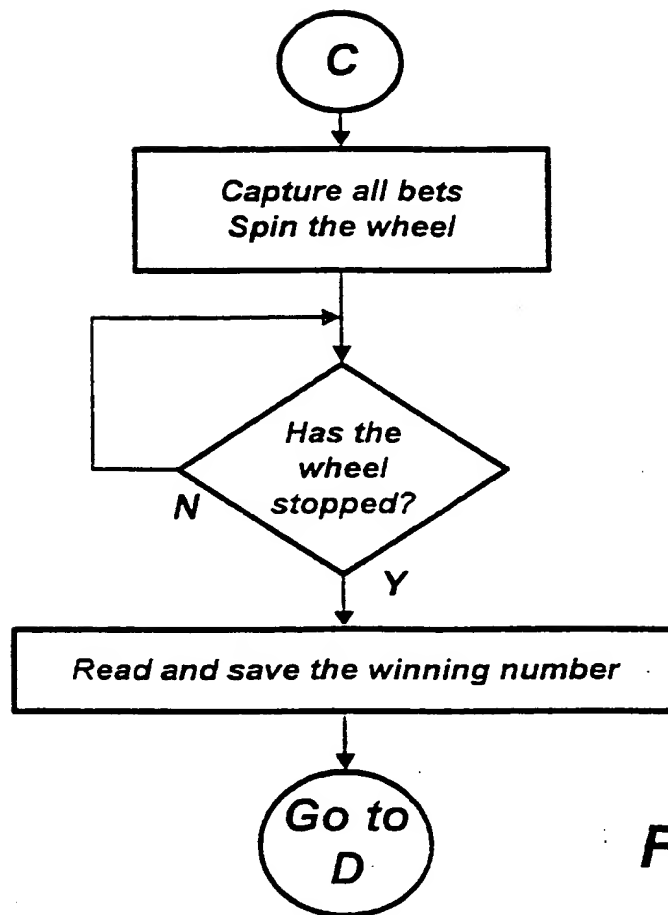 C
Capture all bets
Spin the wheel
Has the
wheel
stopped?
N
Y
Read and save the winning number
Go to
D
F